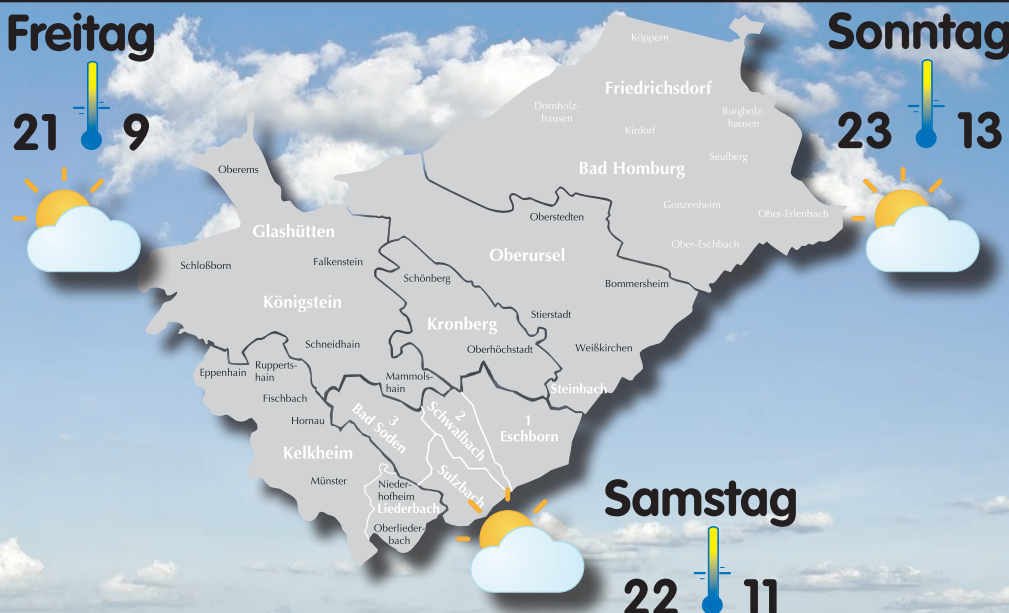 Freitag
21 9
Sonntag
23 13
Köppern
Friedrichsdorf
Dornholz-
hausen
Burgholz-
hausen
Kirdorf
Seulberg
Bad Homburg
Oberems
Gonzenheim
Ober-Erlenbach
Oberstedten
Glashütten
Ober-Eschbach
Oberursel
Schloßborn
Falkenstein
Schönberg
Bommersheim
Königstein
Stierstadt
Kronberg
Schneidhain
Oberhöchstadt
Weißkirchen
Eppenhain
Rupperts-
hain
Mammols-
hain
Steinbach
Fischbach
Hornau
3
Bad Soden
2
Schwalbach
1
Eschborn
Kelkheim
Münster
Nieder-
hofheim
Sulzbach
Liederbach
Oberlieder-
bach
Samstag
22 11